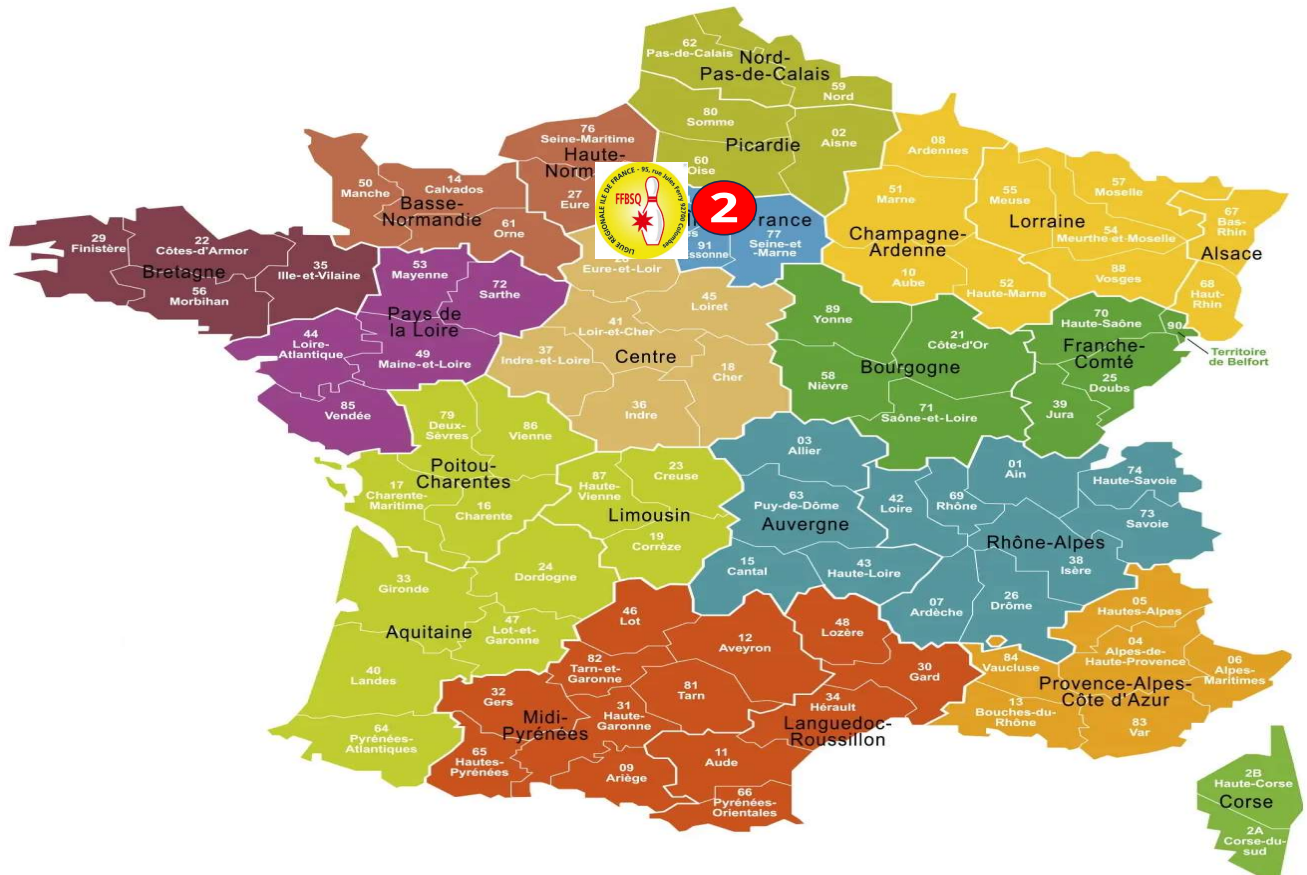 62
Pas-de-Calais
Nord-
Pas-de-Calais
59
Nord
80
Somme
Picardie
02
Aisne
60
Oise
76
Seine-Maritime
Haute-
27
Eure
14
Calvados
50
Manche
Basse-
Normandie
61
Orne
LIGUE REGIONALE ILE DE FRANCE - 95, rue Jules Ferry 92700 Colombes
FFBSQ
2
France
91
77
Seine-et
-Marne
08
Ardennes
51
Marne
Champagne-
Ardenne
10
Aube
52
Haute-Marne
55
Meuse
57
Moselle
Lorraine
54
Meurthe-et-Moselle
88
Vosges
67
Bas-
Rhin
Alsace
68
Haut-
Rhin
29
Finistère
22
Côtes-d'Armor
Bretagne
35
Ille-et-Vilaine
56
Morbihan
53
Mayenne
72
Sarthe
Pays de
la Loire
44
Loire-
Atlantique
49
Maine-et-Loire
85
Vendée
Eure-et-Loir
45
Loiret
41
Loir-et-Cher
37
Indre-et-Loire
Centre
18
Cher
36
Indre
89
Yonne
21
Côte-d'Or
Bourgogne
58
Nièvre
71
Saône-et-Loire
70
Haute-Saône
90
Territoire
de Belfort
Franche-
Comté
25
Doubs
39
Jura
79
Deux-
Sèvres
86
Vienne
Poitou-
Charentes
17
Charente-
Maritime
16
Charente
87
Haute-
Vienne
23
Creuse
Limousin
19
Corrèze
03
Allier
63
Puy-de-Dôme
Auvergne
15
Cantal
43
Haute-Loire
42
Loire
69
Rhône
01
Ain
74
Haute-Savoie
73
Savoie
Rhône-Alpes
38
Isère
07
Ardèche
26
Drôme
33
Gironde
24
Dordogne
Aquitaine
47
Lot-et-
Garonne
40
Landes
64
Pyrénées-
Atlantiques
46
Lot
12
Aveyron
82
Tarn-et-
Garonne
81
Tarn
32
Gers
Midi-
Pyrénées
31
Haute-
Garonne
65
Hautes-
Pyrénées
09
Ariège
48
Lozère
30
Gard
34
Hérault
Languedoc-
Roussillon
11
Aude
66
Pyrénées-
Orientales
05
Hautes-Alpes
04
Alpes-de-
Haute-Provence
06
Alpes-
Maritimes
84
Vaucluse
Provence-Alpes-
Côte d'Azur
13
Bouches-du-
Rhône
83
Var
2B
Haute-Corse
Corse
2A
Corse-du-
sud